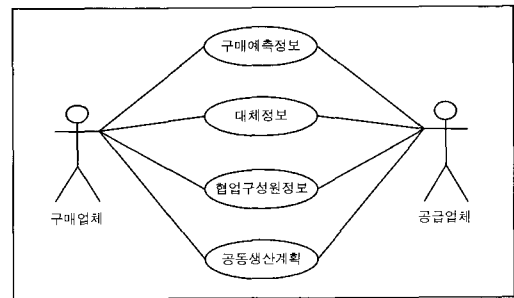 구매예측정보
대체정보
협업구성원정보
공동생산계획
구매업체
공급업체